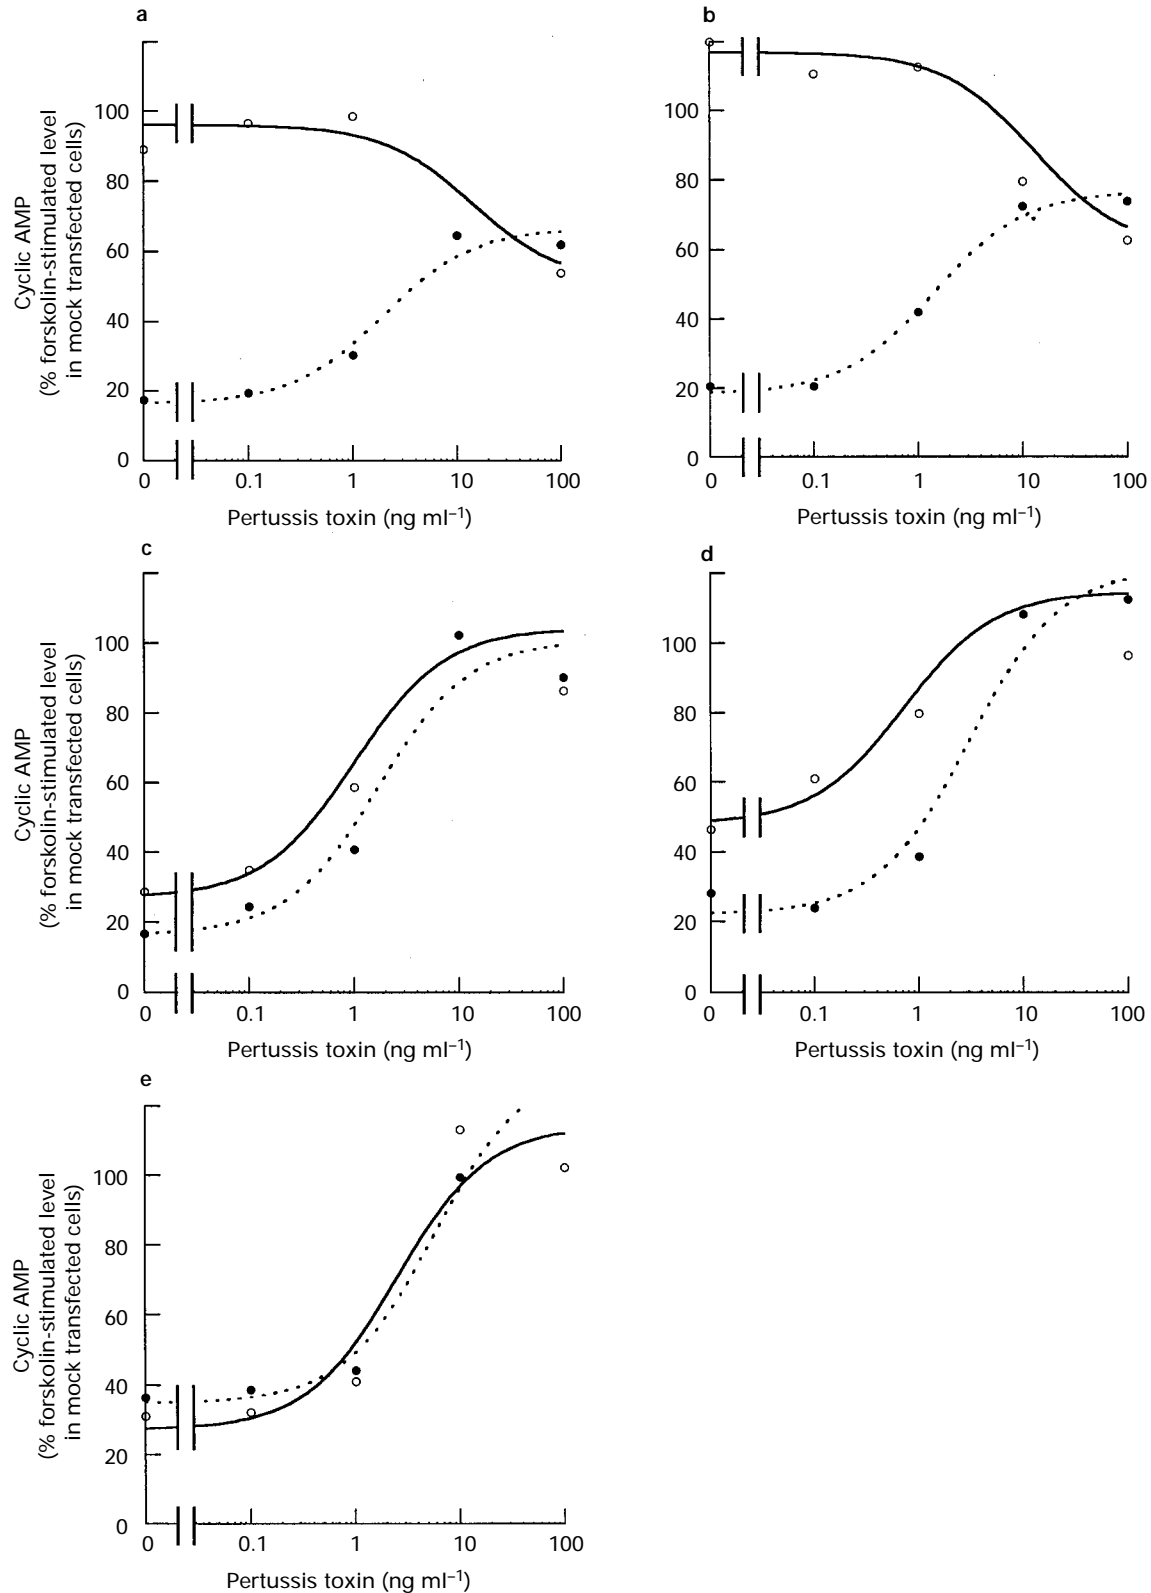 a
100
80
60
40
20
0
Cyclic AMP
(% forskolin-stimulated level
in mock transfected cells)
0 0.1 1 10 100
Pertussis toxin (ng ml⁻¹)
b
100
80
60
40
20
0
0 0.1 1 10 100
Pertussis toxin (ng ml⁻¹)
c
100
80
60
40
20
0
Cyclic AMP
(% forskolin-stimulated level
in mock transfected cells)
0 0.1 1 10 100
Pertussis toxin (ng ml⁻¹)
d
100
80
60
40
20
0
0 0.1 1 10 100
Pertussis toxin (ng ml⁻¹)
e
100
80
60
40
20
0
Cyclic AMP
(% forskolin-stimulated level
in mock transfected cells)
0 0.1 1 10 100
Pertussis toxin (ng ml⁻¹)